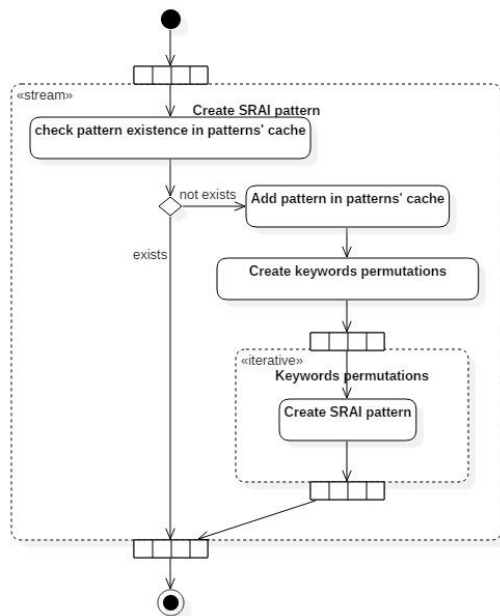 «stream»
Create SRAI pattern
check pattern existence in patterns' cache
not exists
Add pattern in patterns' cache
exists
Create keywords permutations
«iterative»
Keywords permutations
Create SRAI pattern